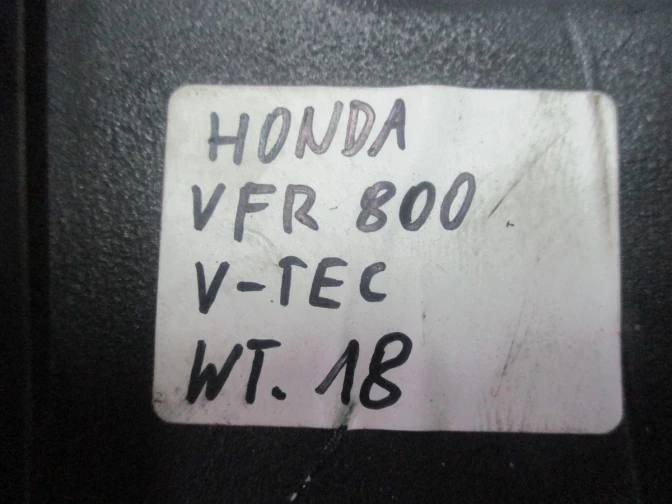 HONDA
VFR 800
V-TEC
WT. 18